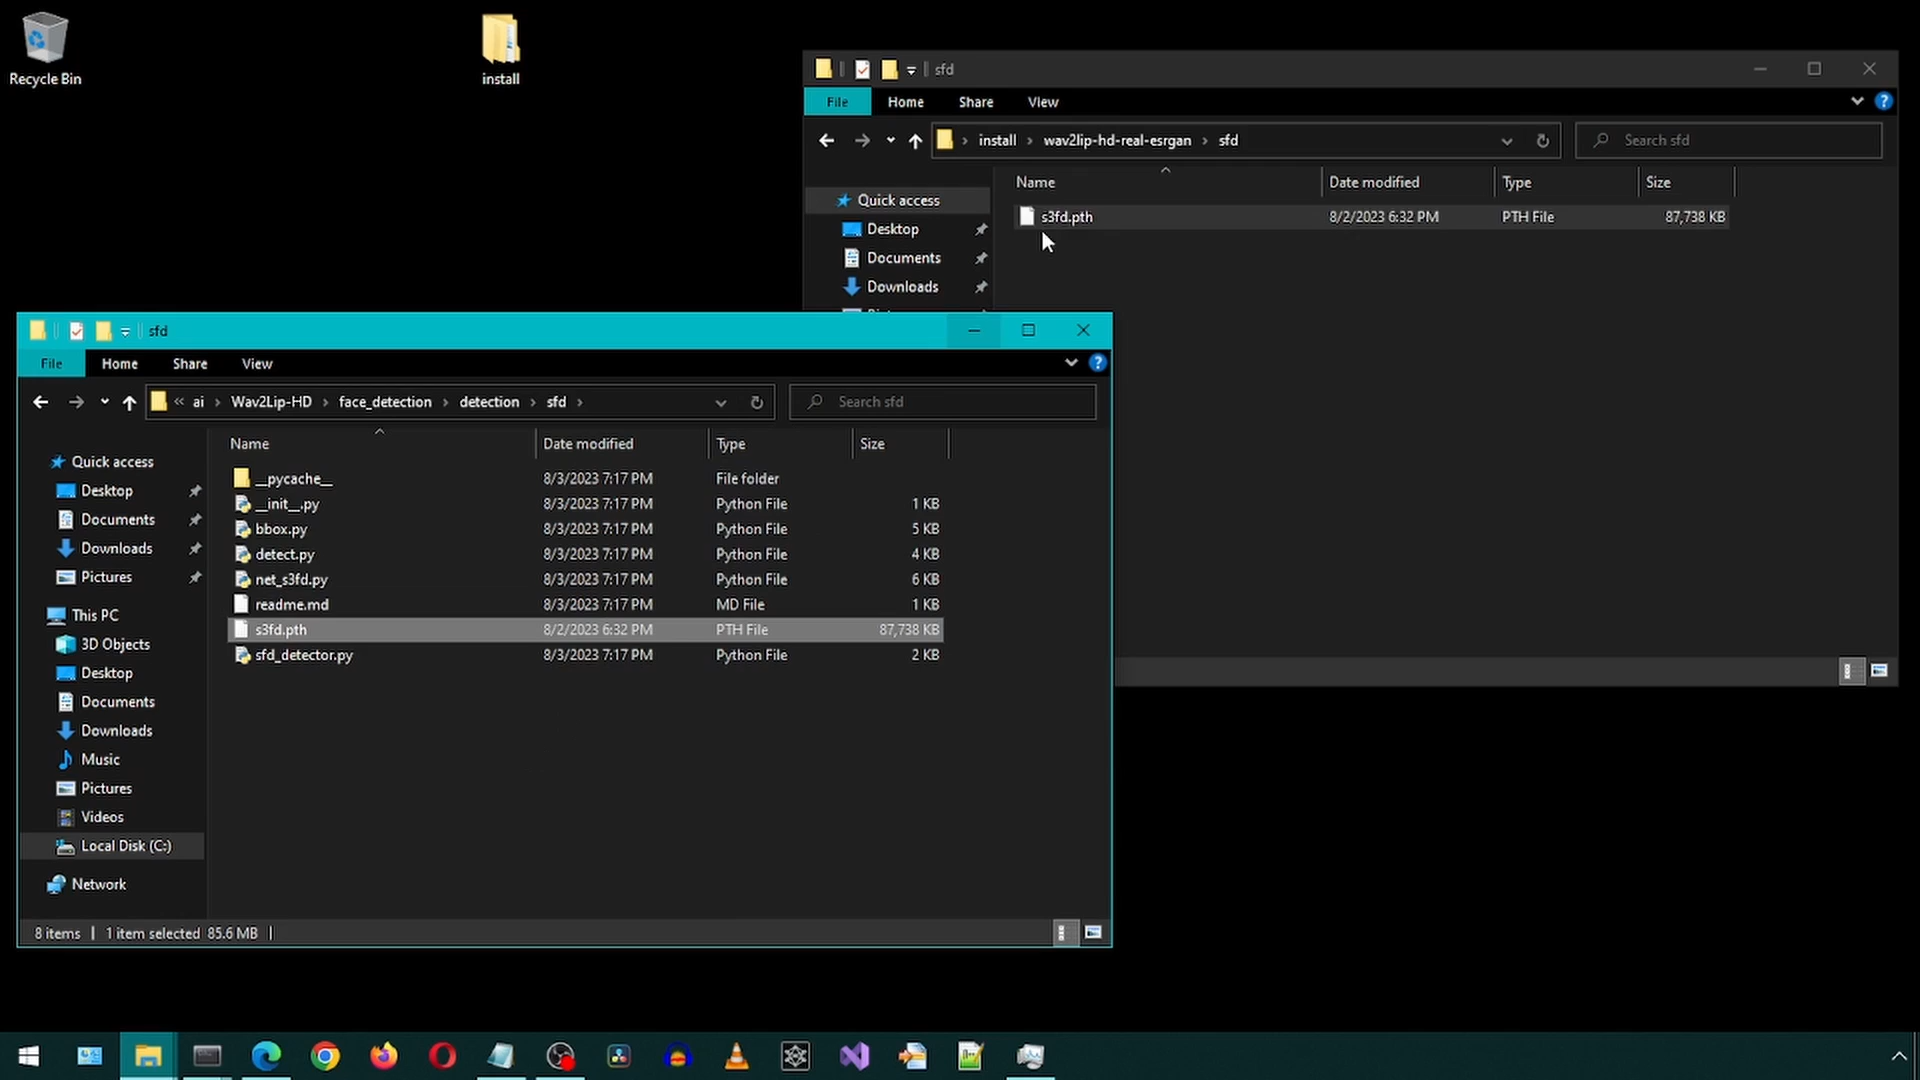 Recycle Bin
install
sfd
File Home Share View
install › wav2lip-hd-real-esrgan › sfd
Search sfd
Name Date modified Type Size
s3fd.pth 8/2/2023 6:32 PM PTH File 87,738 KB
Quick access
Desktop
Documents
Downloads
sfd
File Home Share View
« ai › Wav2Lip-HD › face_detection › detection › sfd ›
Search sfd
Name Date modified Type Size
__pycache__ 8/3/2023 7:17 PM File folder
__init__.py 8/3/2023 7:17 PM Python File 1 KB
bbox.py 8/3/2023 7:17 PM Python File 5 KB
detect.py 8/3/2023 7:17 PM Python File 4 KB
net_s3fd.py 8/3/2023 7:17 PM Python File 6 KB
readme.md 8/3/2023 7:17 PM MD File 1 KB
s3fd.pth 8/2/2023 6:32 PM PTH File 87,738 KB
sfd_detector.py 8/3/2023 7:17 PM Python File 2 KB
Quick access
Desktop
Documents
Downloads
Pictures
This PC
3D Objects
Desktop
Documents
Downloads
Music
Pictures
Videos
Local Disk (C:)
Network
8 items | 1 item selected 85.6 MB |